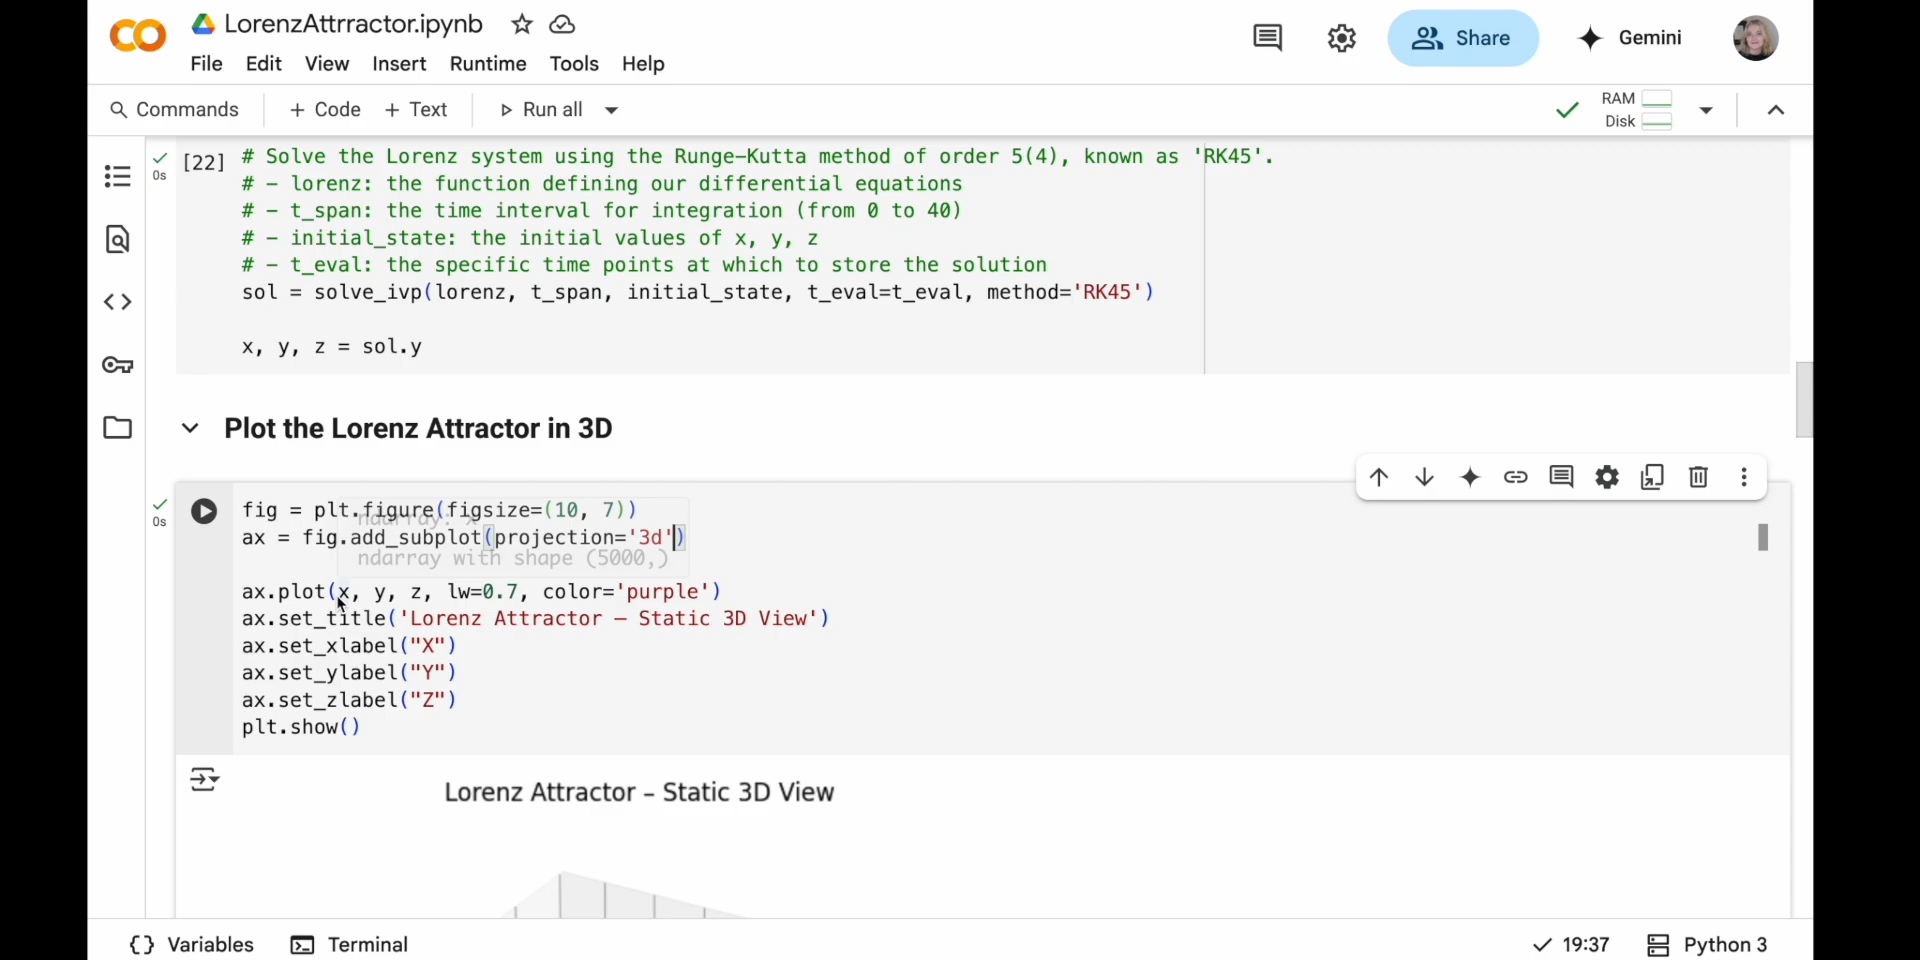 LorenzAttrractor.ipynb
Share
Gemini
File Edit View Insert Runtime Tools Help
Commands + Code + Text Run all
RAM
Disk
0s
[22]
# Solve the Lorenz system using the Runge–Kutta method of order 5(4), known as 'RK45'.
# – lorenz: the function defining our differential equations
# – t_span: the time interval for integration (from 0 to 40)
# – initial_state: the initial values of x, y, z
# – t_eval: the specific time points at which to store the solution
sol = solve_ivp(lorenz, t_span, initial_state, t_eval=t_eval, method='RK45')
x, y, z = sol.y
Plot the Lorenz Attractor in 3D
0s
fig = plt.figure(figsize=(10, 7))
ndarray: x
ax = fig.add_subplot(projection='3d')
ndarray with shape (5000,)
ax.plot(x, y, z, lw=0.7, color='purple')
ax.set_title('Lorenz Attractor – Static 3D View')
ax.set_xlabel("X")
ax.set_ylabel("Y")
ax.set_zlabel("Z")
plt.show()
Lorenz Attractor – Static 3D View
{} Variables Terminal
19:37 Python 3